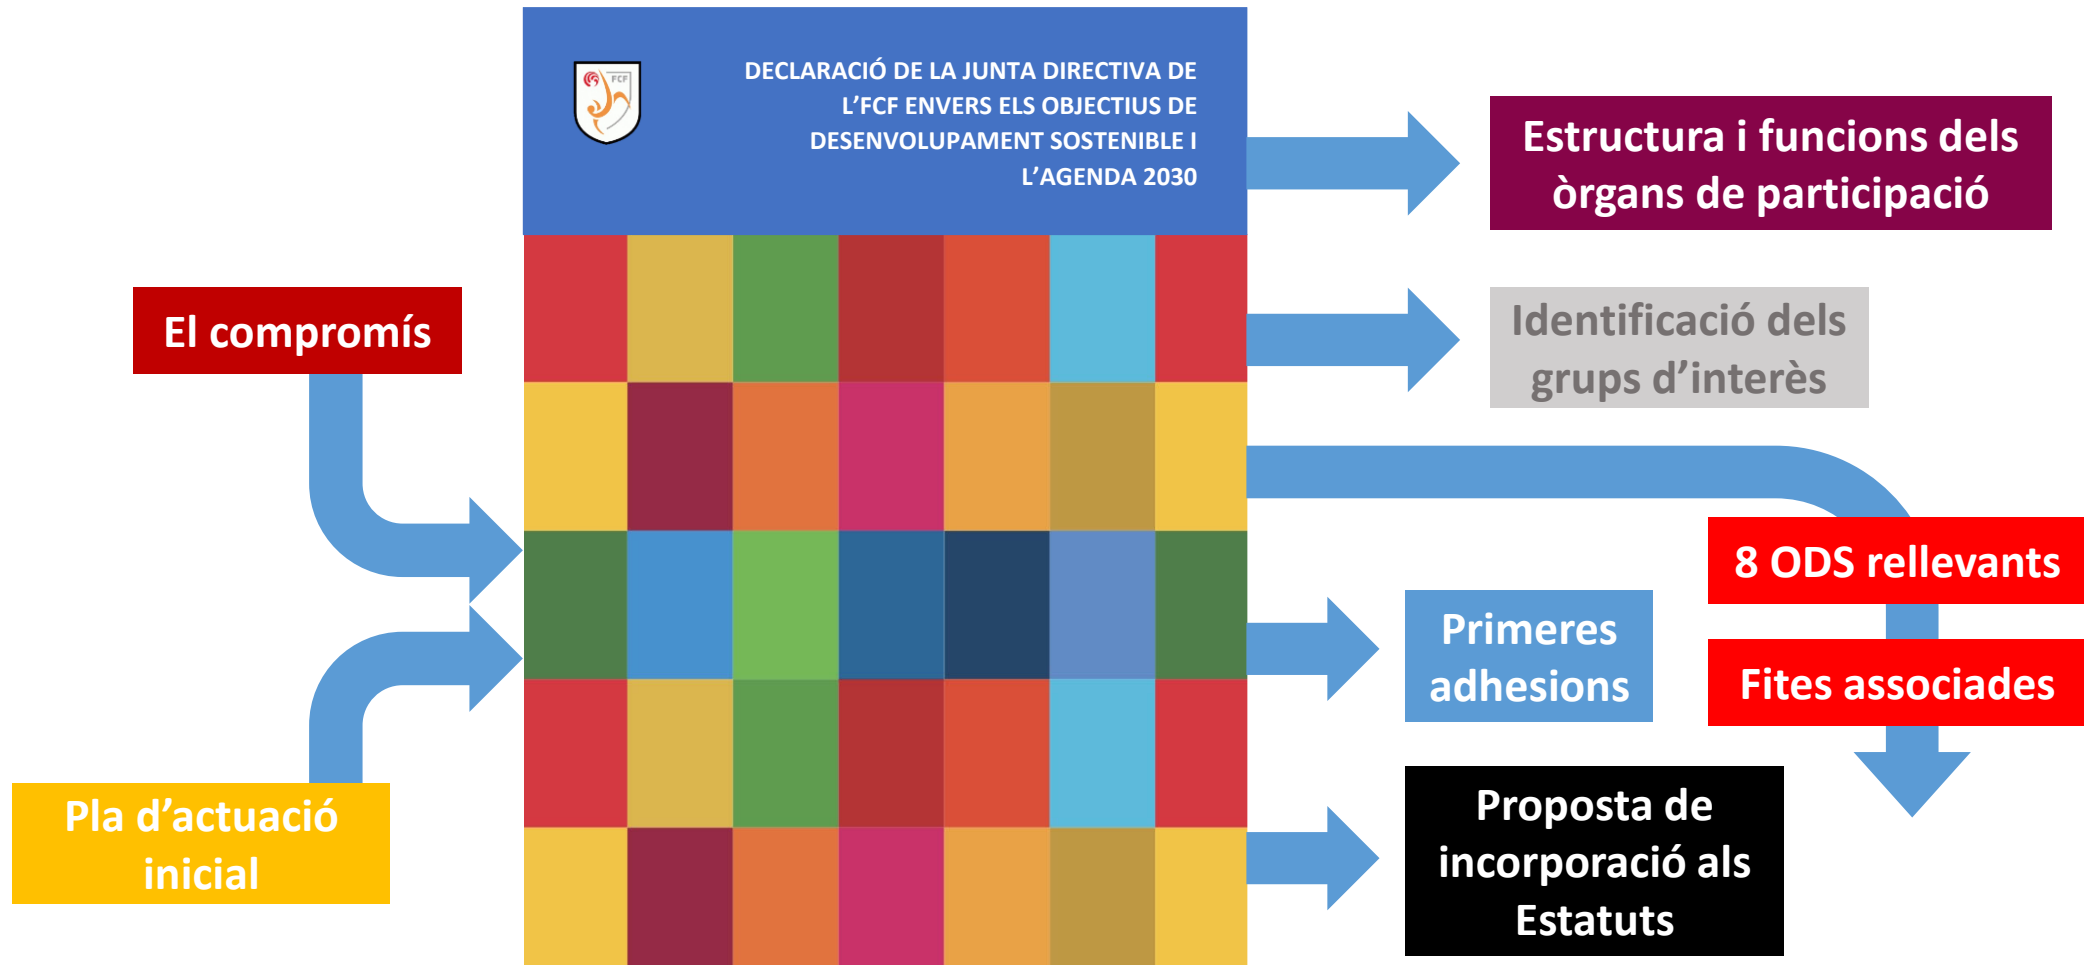 FCF
DECLARACIÓ DE LA JUNTA DIRECTIVA DE
L’FCF ENVERS ELS OBJECTIUS DE
DESENVOLUPAMENT SOSTENIBLE I
L’AGENDA 2030
El compromís
Pla d’actuació
inicial
Estructura i funcions dels
òrgans de participació
Identificació dels
grups d’interès
8 ODS rellevants
Fites associades
Primeres
adhesions
Proposta de
incorporació als
Estatuts